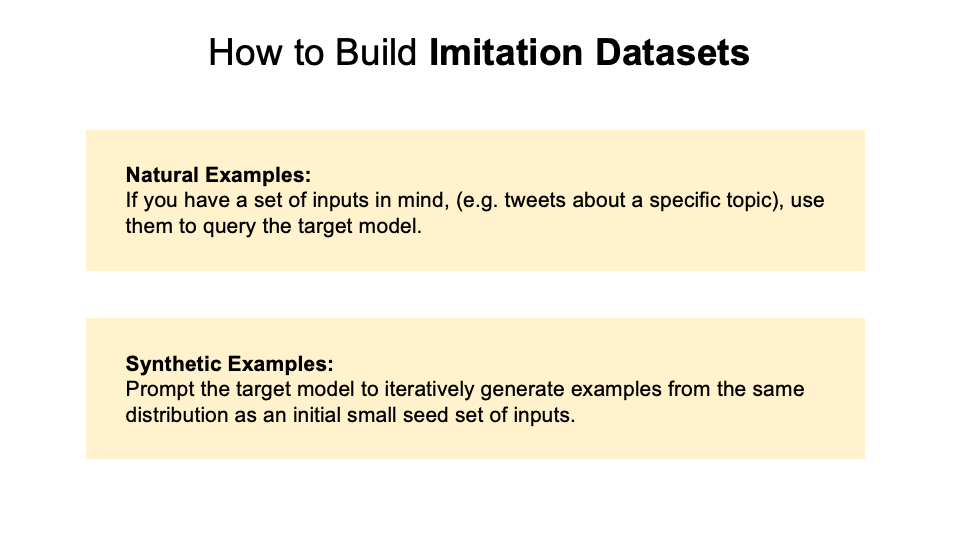 How to Build Imitation Datasets
Natural Examples:
If you have a set of inputs in mind, (e.g. tweets about a specific topic), use
them to query the target model.
Synthetic Examples:
Prompt the target model to iteratively generate examples from the same
distribution as an initial small seed set of inputs.